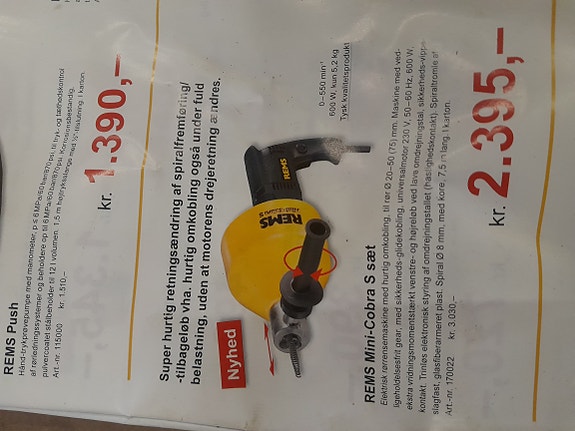 REMS Push
Hånd-trykprøvepumpe med manometer, p ≤ 6 MPa/60 bar/870 psi, til tryk- og tæthedskontrol
af rørledningssystemer og beholdere op til 6 MPa/60 bar/870 psi. Korrosionsbestandig,
pulvercoatet stålbeholder til 12 l volumen. 1,5 m højtryksslange med ½"-tilslutning. I karton.
Art.-nr. 115000 kr. 1.510,–
kr. 1.390,–
Super hurtig retningsændring af spiralfremføring/
-tilbageløb vha. hurtig omkobling også under fuld
belastning, uden at motorens drejeretning ændres.
Nyhed
REMS
REMS
0–550 min⁻¹
600 W, kun 5,2 kg
Tysk kvalitetsprodukt
REMS Mini-Cobra S sæt
Elektrisk rørrensemaskine med hurtig omkobling, til rør Ø 20–50 (75) mm. Maskine med ved-
ligeholdelsesfrit gear, med sikkerheds-glidekobling, universalmotor 230 V, 50–60 Hz, 600 W,
ekstra vridningsmomentstærkt venstre- og højreløb ved lave omdrejningstal, sikkerheds-vippe-
kontakt. Trinløs elektronisk styring af omdrejningstallet (hastighedskontakt). Spiraltromle af
slagfast, glasfiberarmeret plast. Spiral Ø 8 mm, med kore, 7,5 m lang. I karton.
Art.-nr. 170022 kr. 3.030,–
kr. 2.395,–